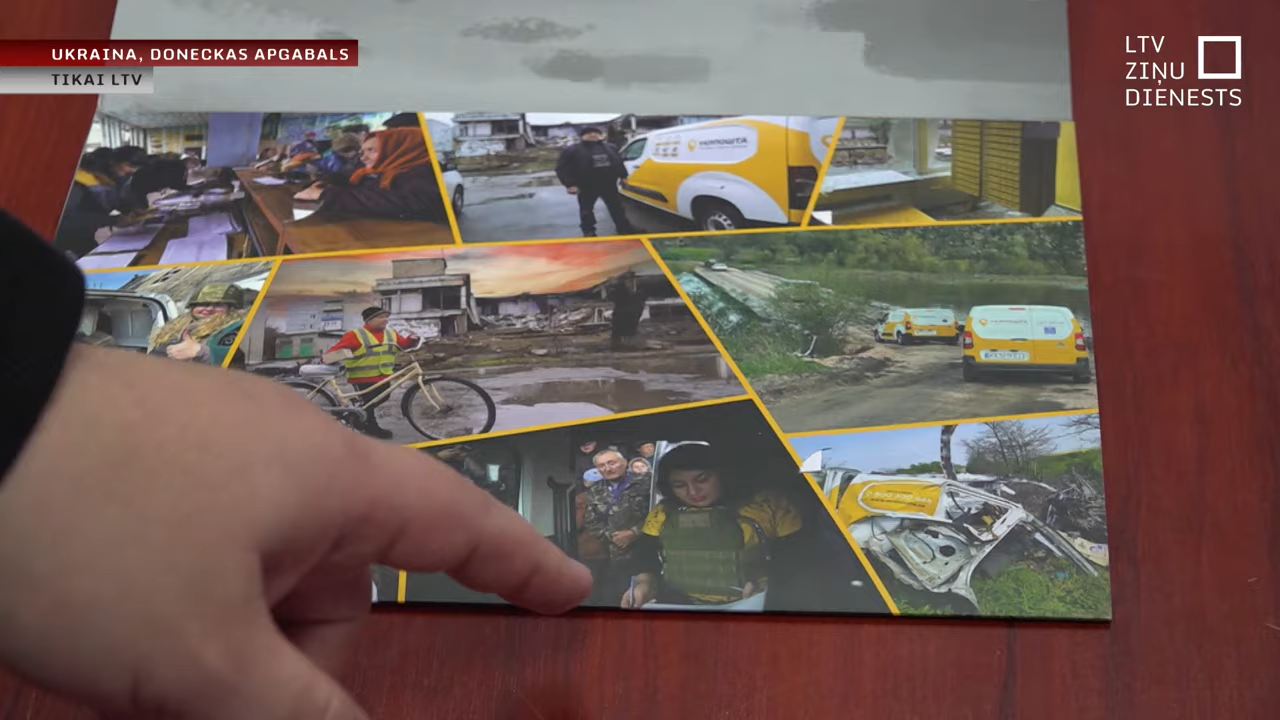 UKRAINA, DONECKAS APGABALS
TIKAI LTV
LTV
ZIŅU
DIENESTS
УКРПОШТА